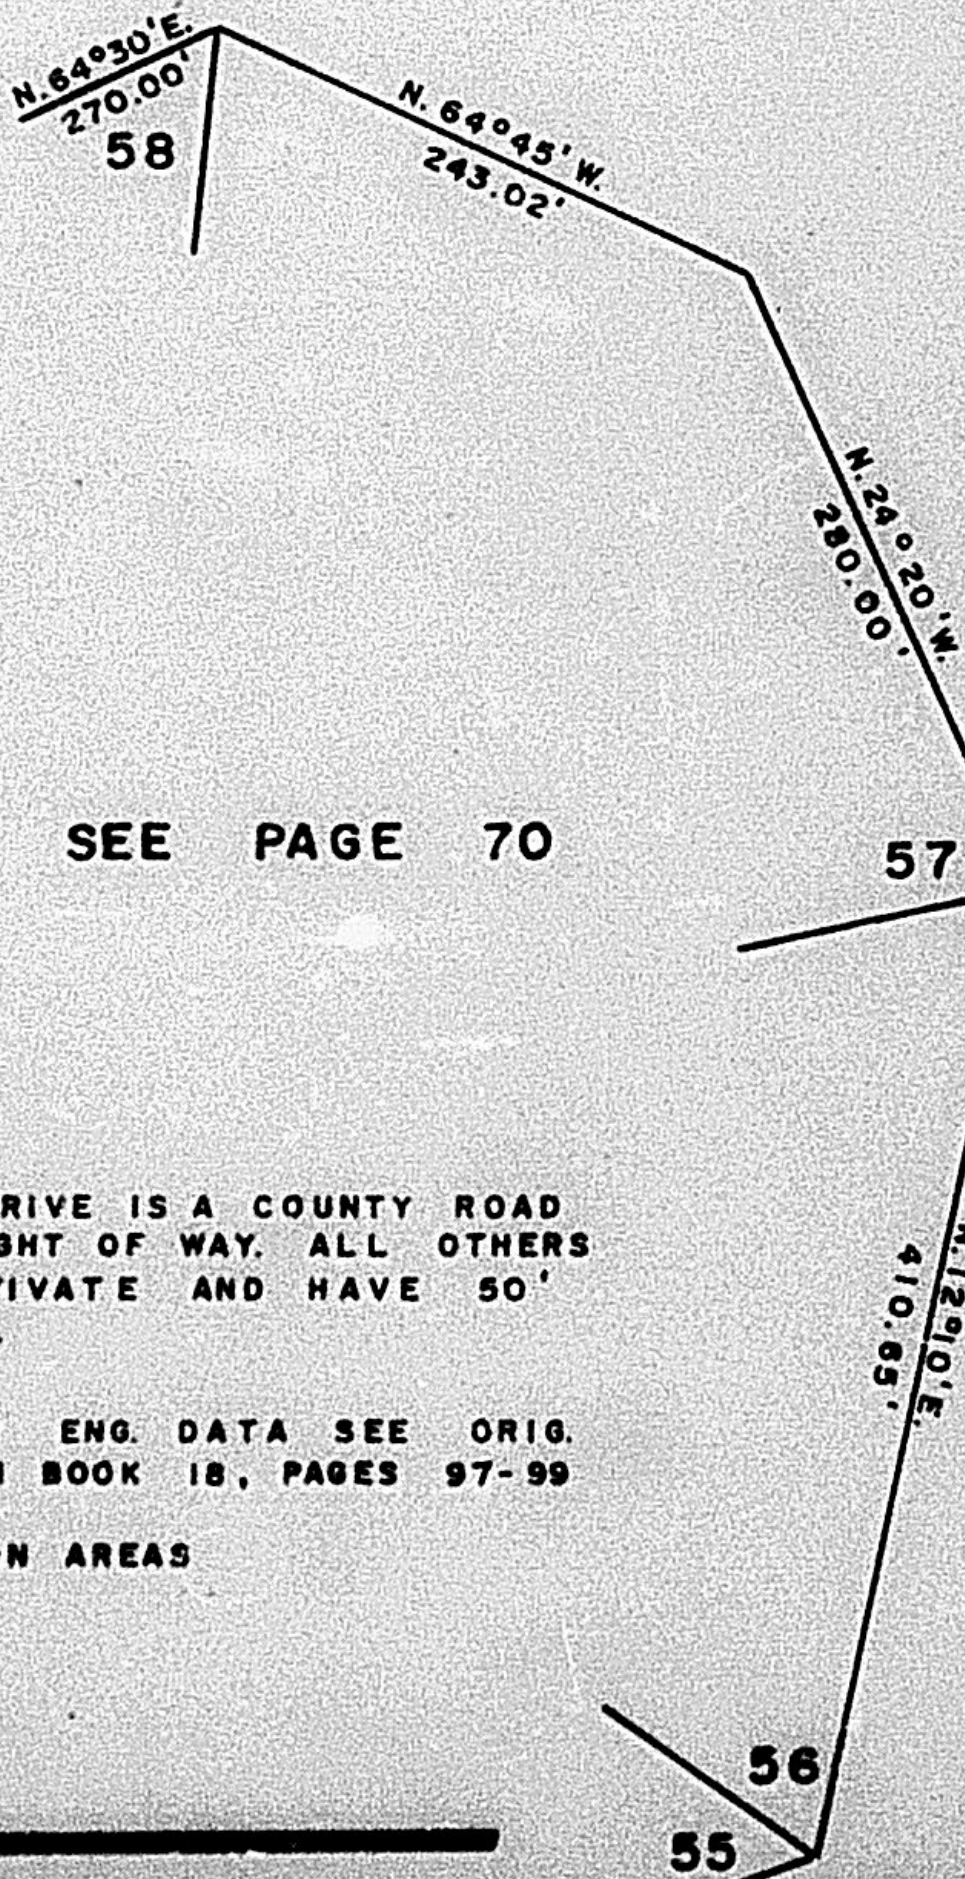 N. 64°30'E.
270.00'
58
N. 64°45' W.
243.02'
N. 24° 20' W.
280.00'
SEE PAGE 70
57
RIVE IS A COUNTY ROAD
GHT OF WAY. ALL OTHERS
IVATE AND HAVE 50'
ENG. DATA SEE ORIG.
BOOK 18, PAGES 97-99
N AREAS
N. 12°10'E.
410.65'
56
55